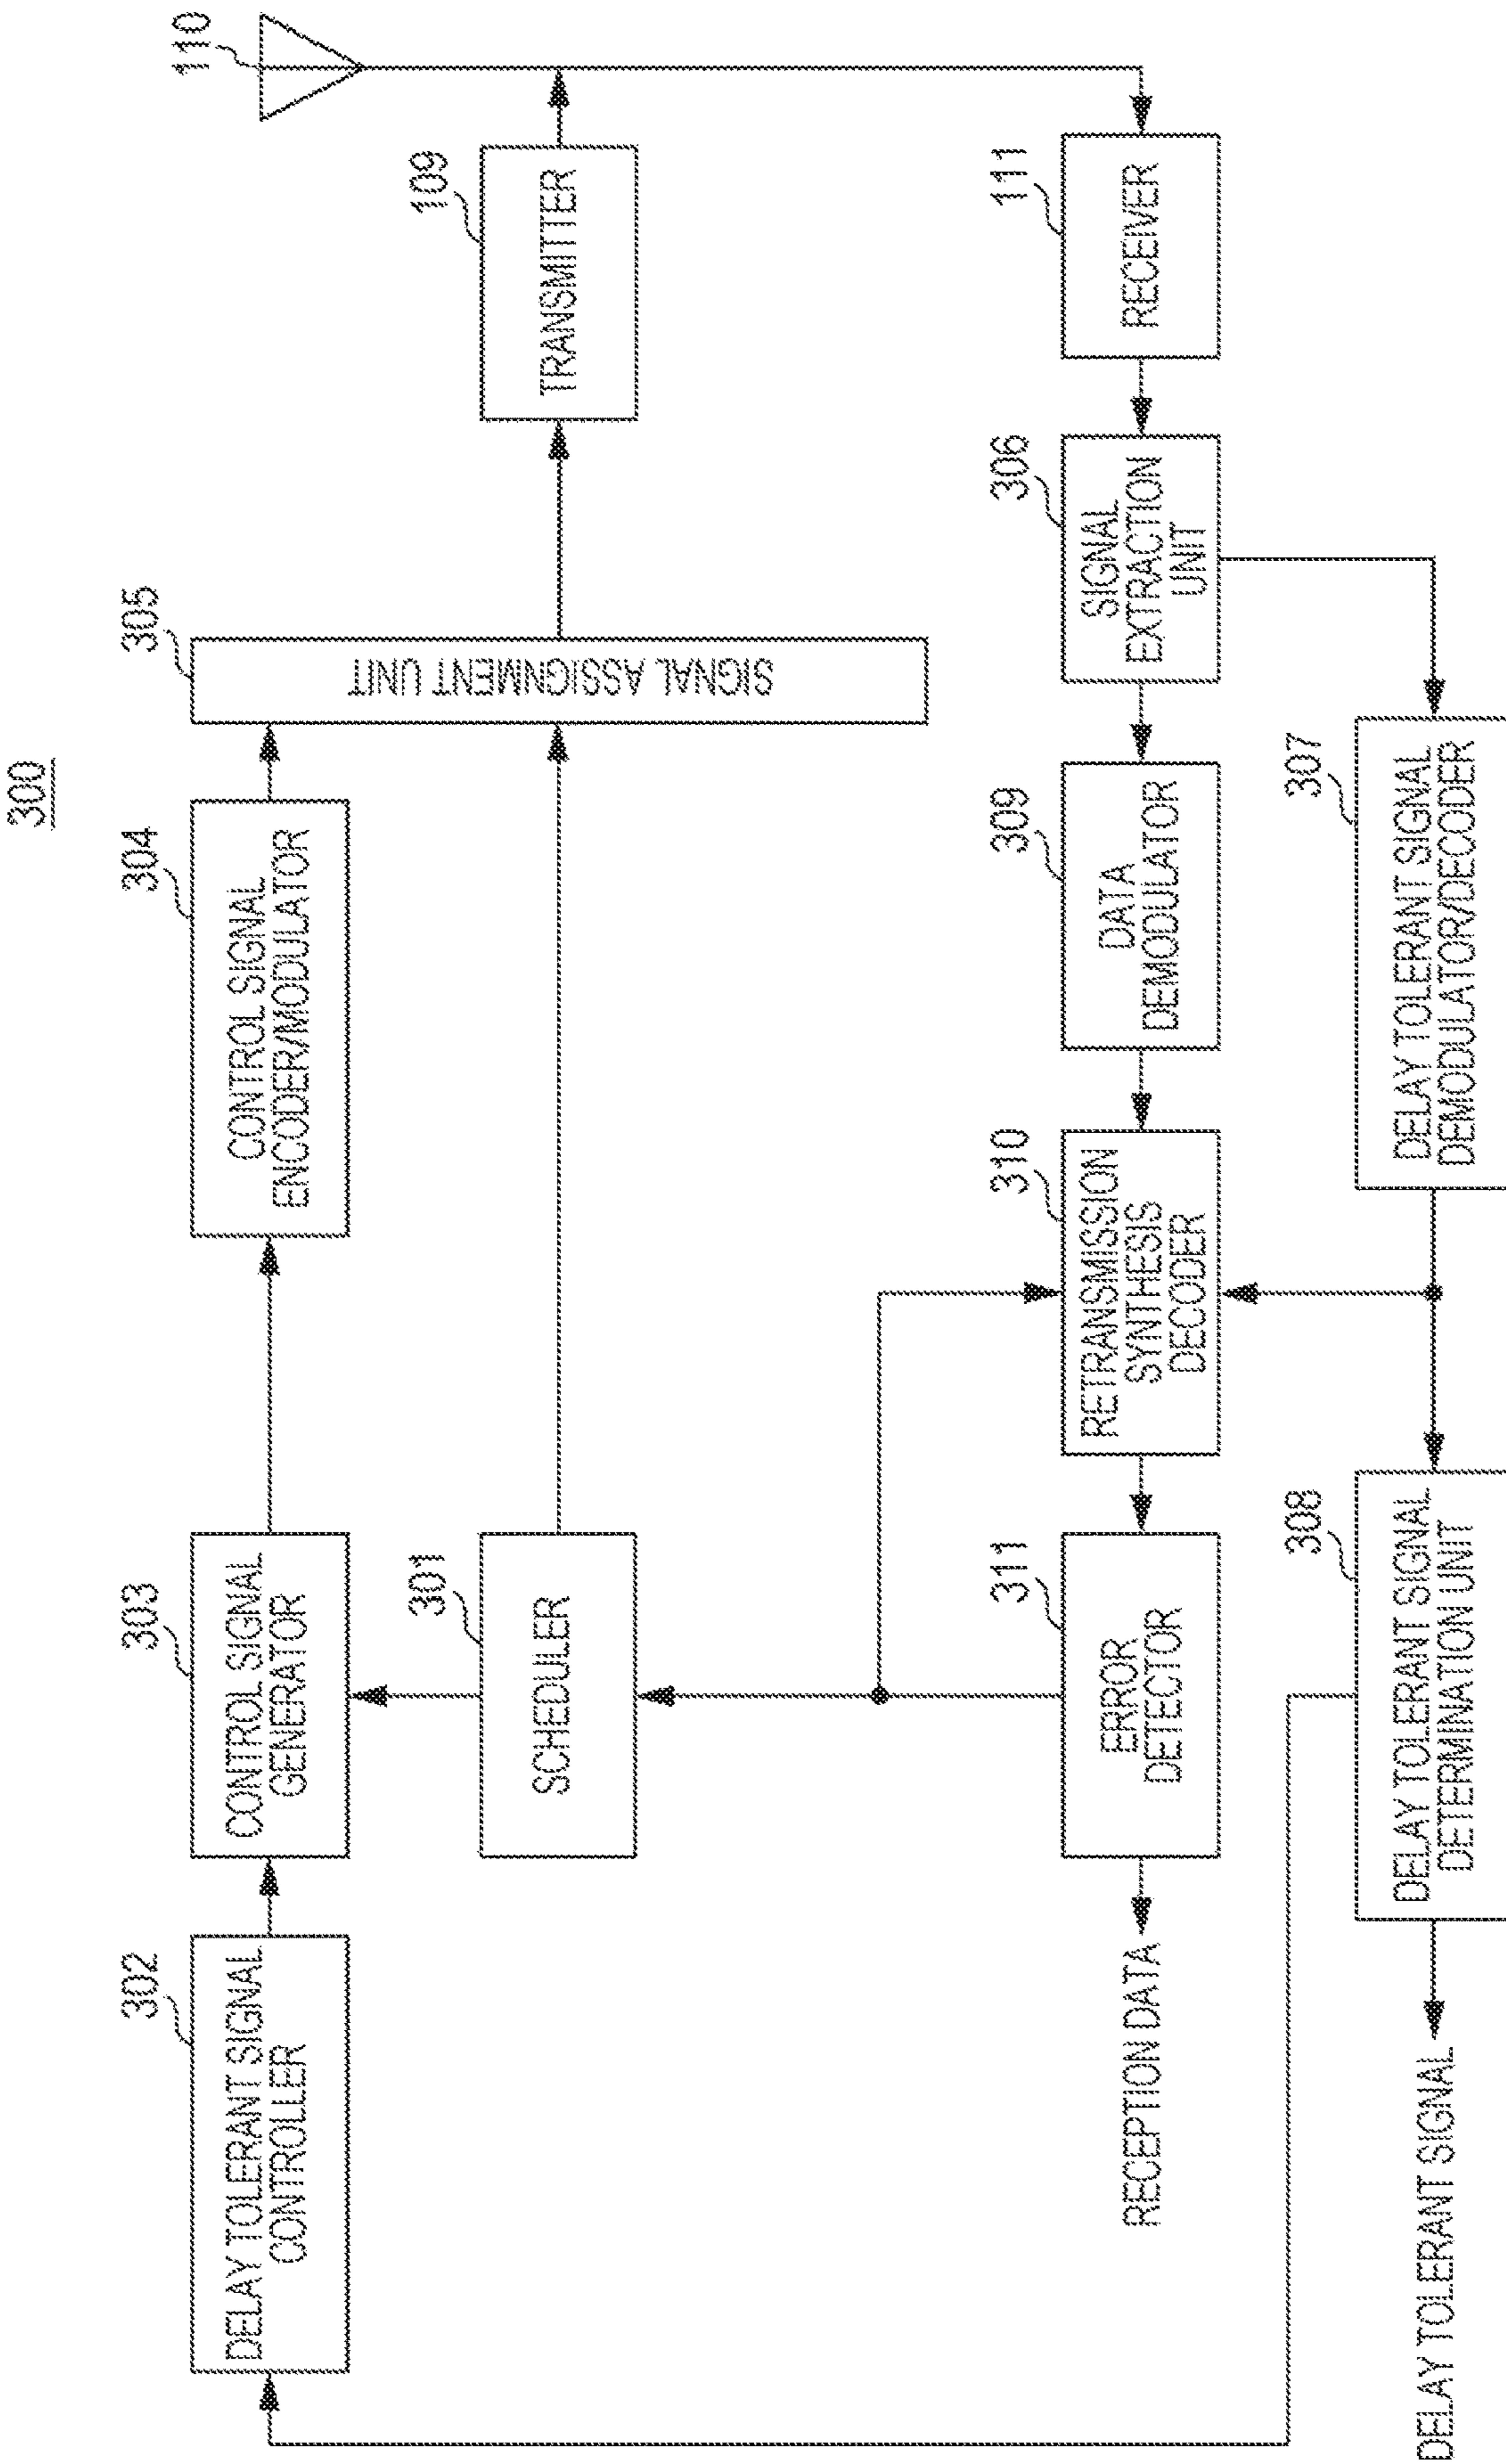 300
302
DELAY TOLERANT SIGNAL
CONTROLLER
303
CONTROL SIGNAL
GENERATOR
304
CONTROL SIGNAL
ENCODER/MODULATOR
305
SIGNAL ASSIGNMENT UNIT
110
301
SCHEDULER
109
TRANSMITTER
RECEPTION DATA
311
ERROR
DETECTOR
310
RETRANSMISSION
SYNTHESIS
DECODER
309
DATA
DEMODULATOR
306
SIGNAL
EXTRACTION
UNIT
111
RECEIVER
DELAY TOLERANT SIGNAL
308
DELAY TOLERANT SIGNAL
DETERMINATION UNIT
307
DELAY TOLERANT SIGNAL
DEMODULATOR/DECODER